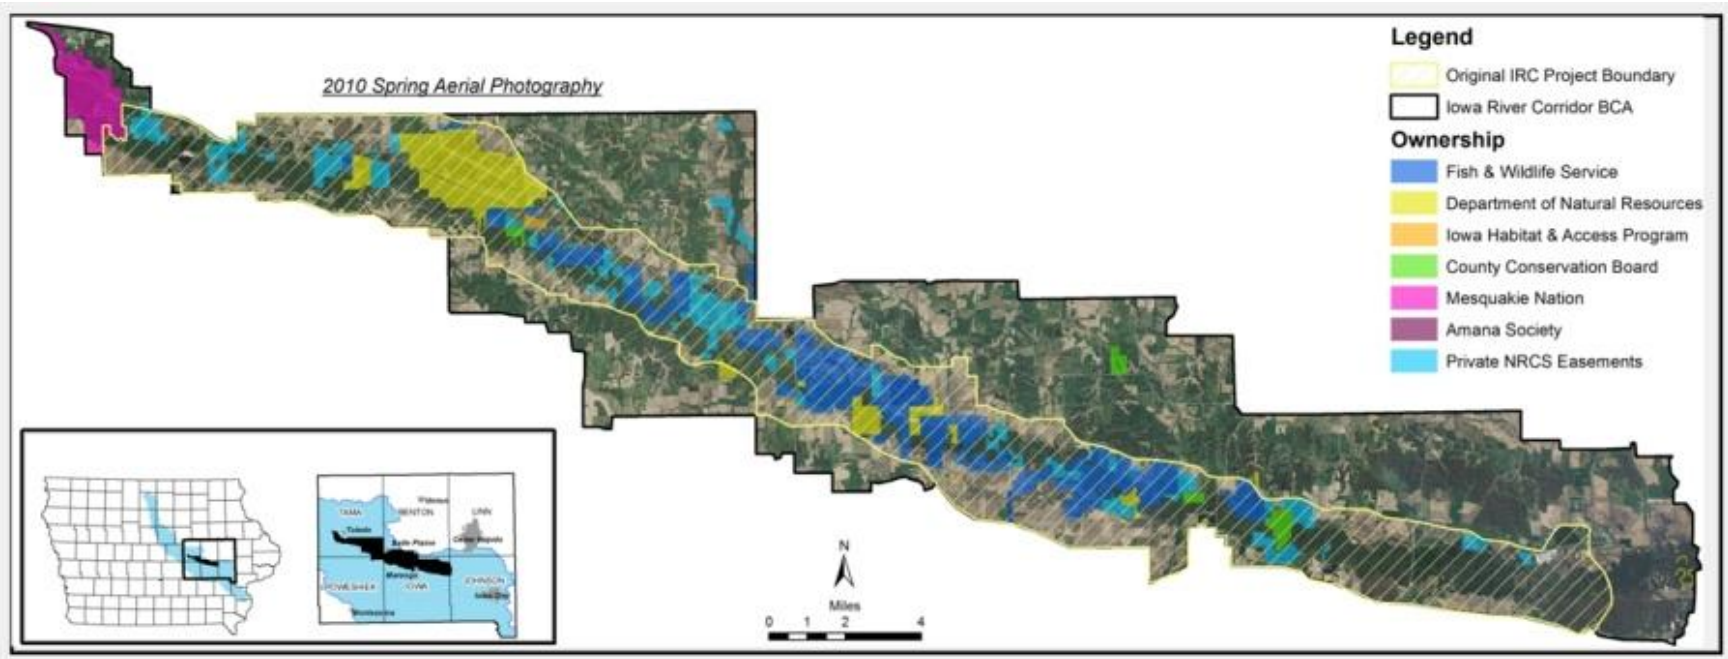 2010 Spring Aerial Photography
Legend
Original IRC Project Boundary
Iowa River Corridor BCA
Ownership
Fish & Wildlife Service
Department of Natural Resources
Iowa Habitat & Access Program
County Conservation Board
Mesquakie Nation
Amana Society
Private NRCS Easements
TAMA
BENTON
LINN
Toledo
Belle Plaine
Cedar Rapids
Marengo
POWESHIEK
IOWA
JOHNSON
Iowa City
Montezuma
N
Miles
0 1 2 4